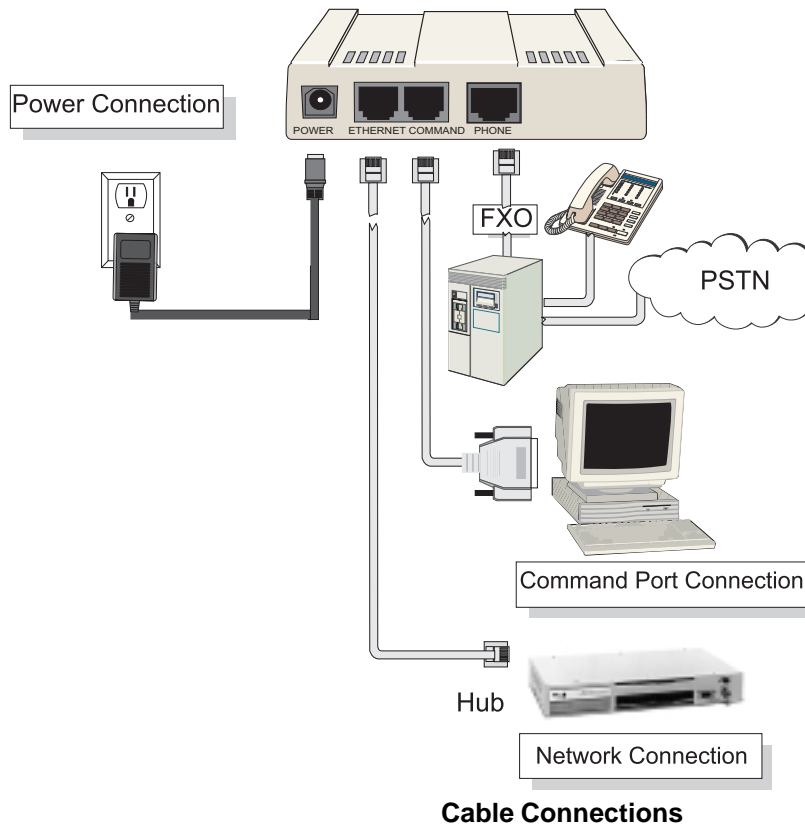 Power Connection
POWER ETHERNET COMMAND PHONE
FXO
PSTN
Command Port Connection
Hub
Network Connection
Cable Connections